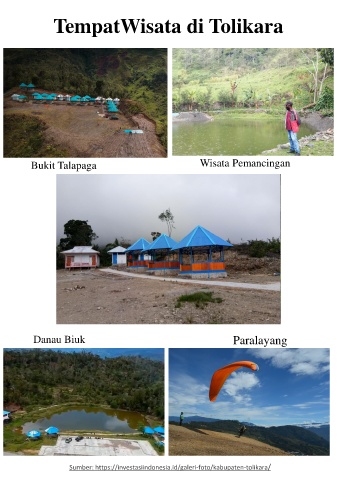 TempatWisata di Tolikara
Bukit Talapaga
Wisata Pemancingan
Danau Biuk
Paralayang
Sumber: https://investasiindonesia.id/galeri-foto/kabupaten-tolikara/